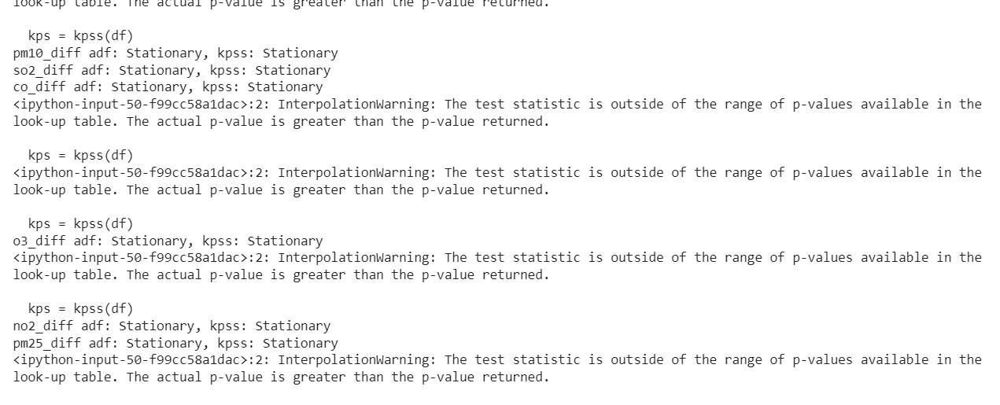 look-up table. The actual p-value is greater than the p-value returned.
kps = kpss(df)
pm10_diff adf: Stationary, kpss: Stationary
so2_diff adf: Stationary, kpss: Stationary
co_diff adf: Stationary, kpss: Stationary
<ipython-input-50-f99cc58a1dac>:2: InterpolationWarning: The test statistic is outside of the range of p-values available in the
look-up table. The actual p-value is greater than the p-value returned.
kps = kpss(df)
<ipython-input-50-f99cc58a1dac>:2: InterpolationWarning: The test statistic is outside of the range of p-values available in the
look-up table. The actual p-value is greater than the p-value returned.
kps = kpss(df)
o3_diff adf: Stationary, kpss: Stationary
<ipython-input-50-f99cc58a1dac>:2: InterpolationWarning: The test statistic is outside of the range of p-values available in the
look-up table. The actual p-value is greater than the p-value returned.
kps = kpss(df)
no2_diff adf: Stationary, kpss: Stationary
pm25_diff adf: Stationary, kpss: Stationary
<ipython-input-50-f99cc58a1dac>:2: InterpolationWarning: The test statistic is outside of the range of p-values available in the
look-up table. The actual p-value is greater than the p-value returned.